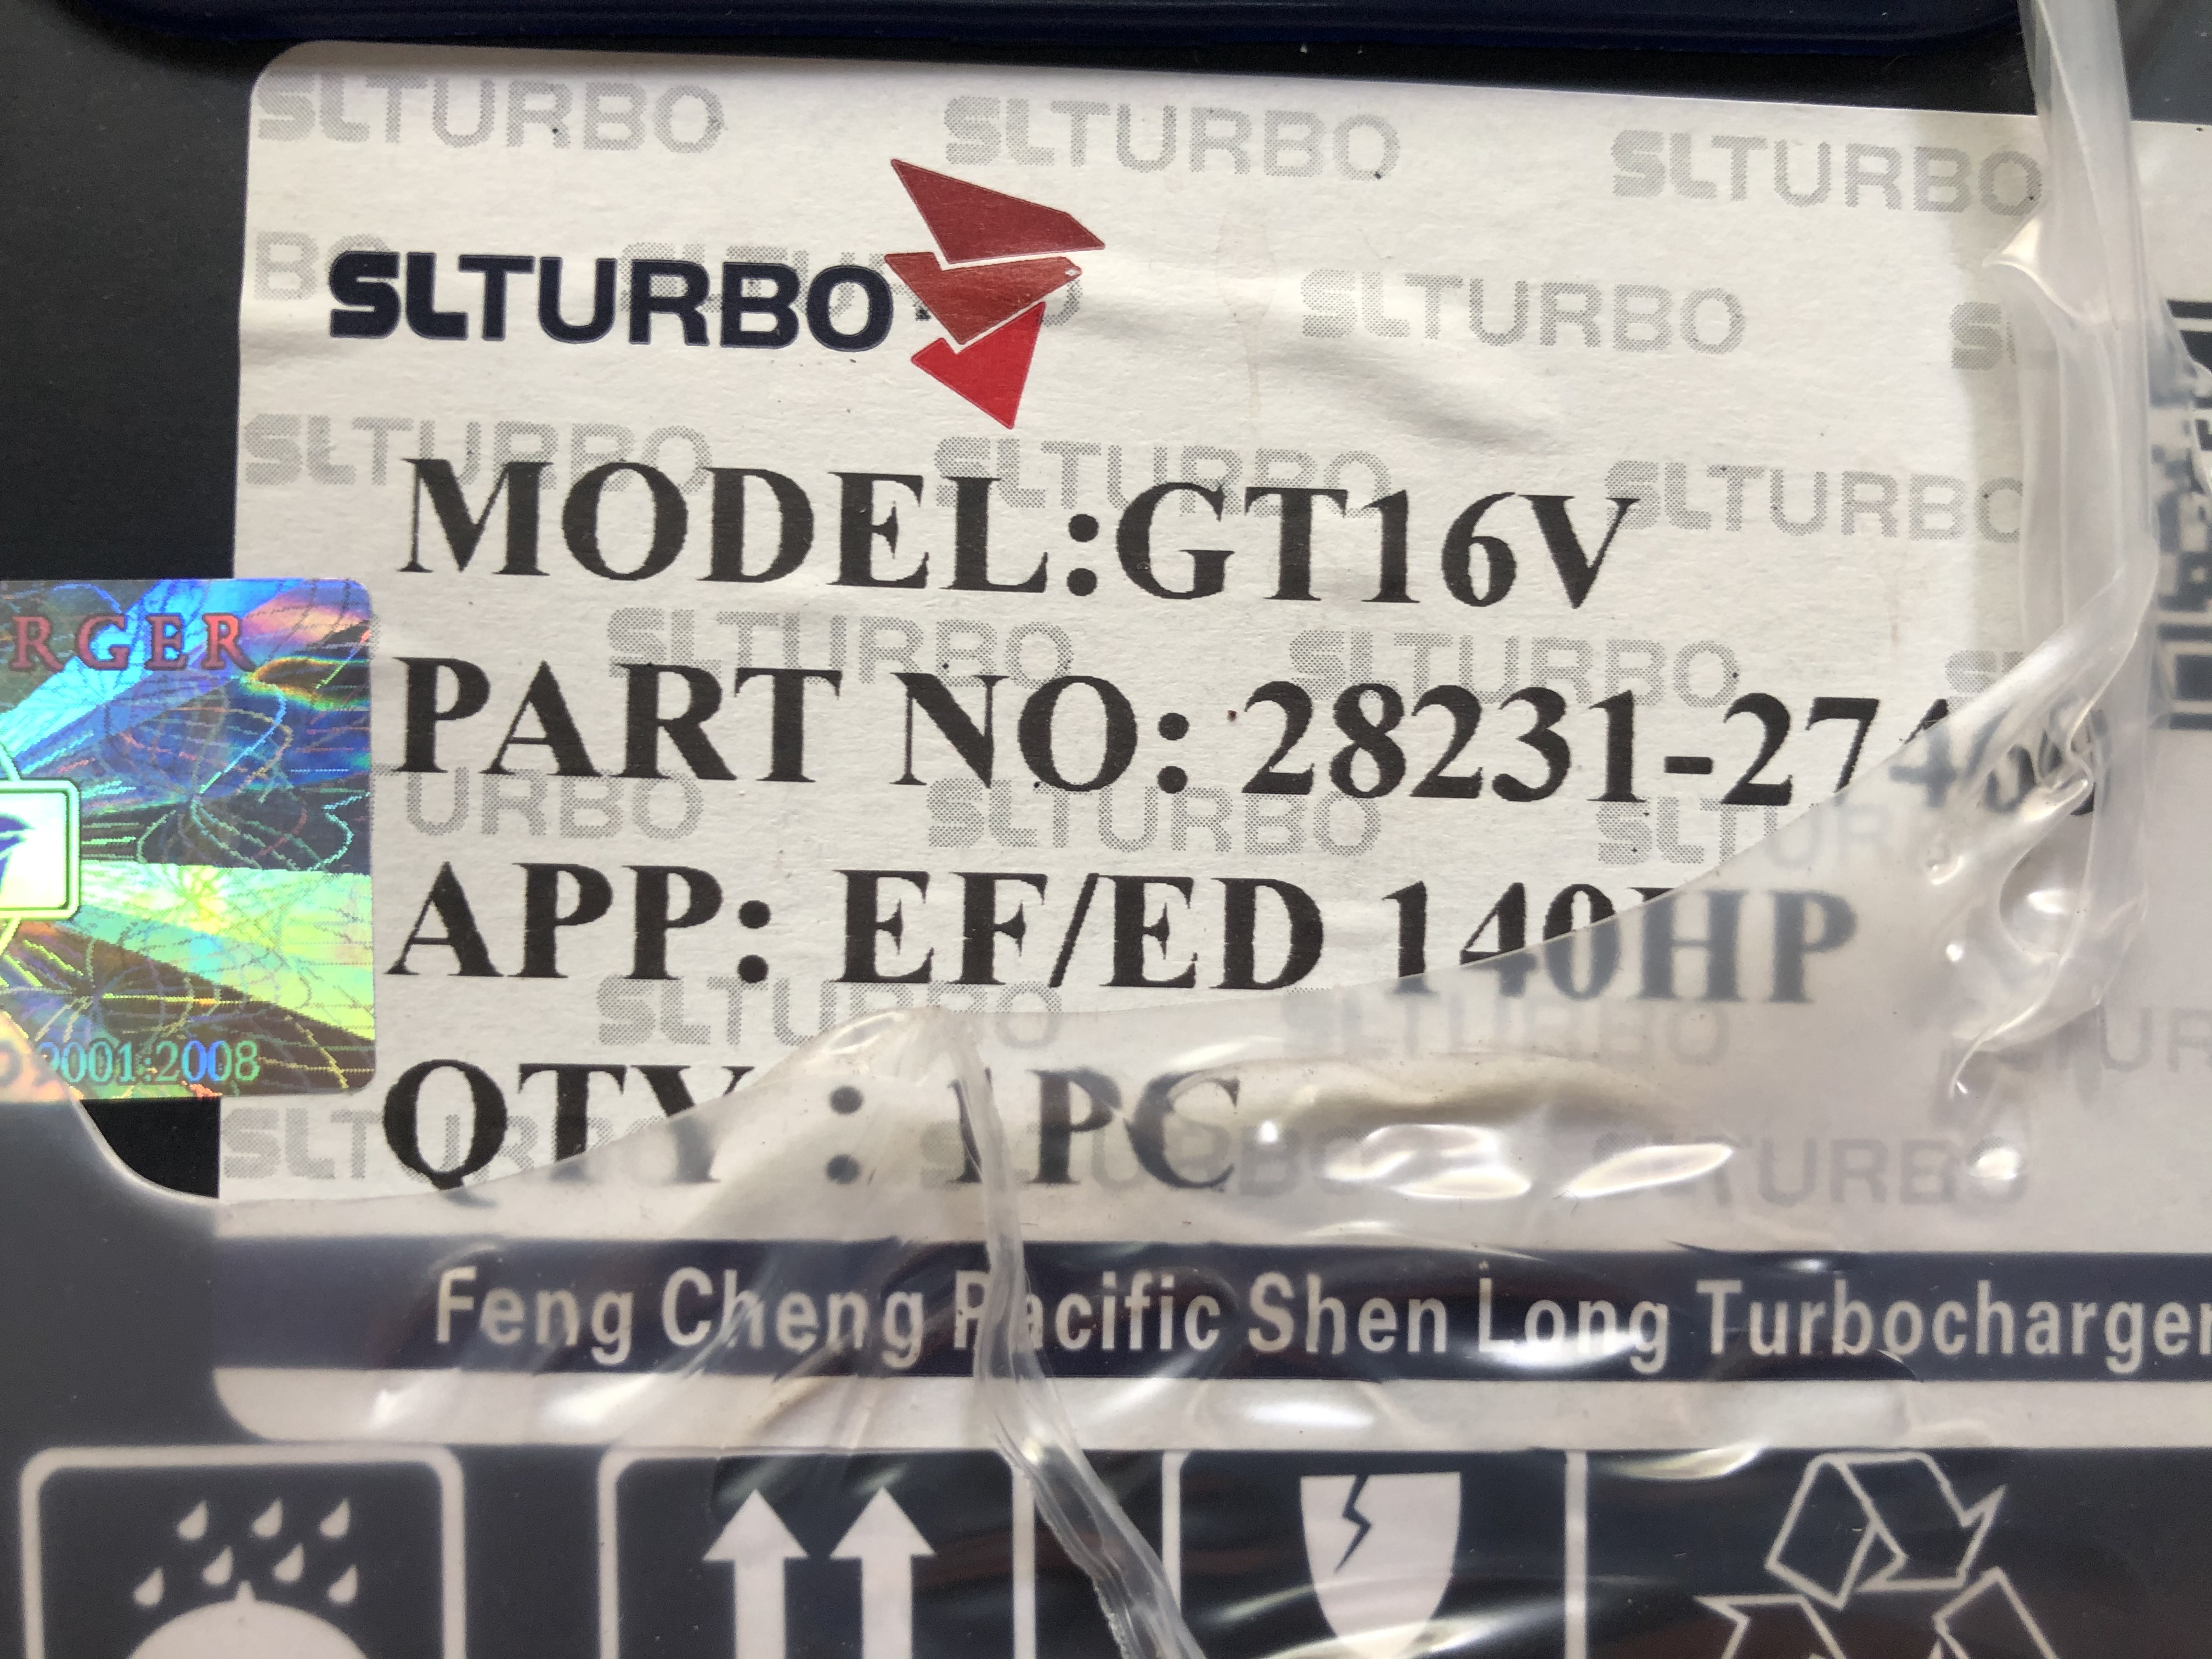 SLTURBO
MODEL:GT16V
PART NO: 28231-27
APP: EF/ED 140HP
QTY : 1PC
RGER
2001:2008
Feng Cheng Pacific Shen Long Turbocharger